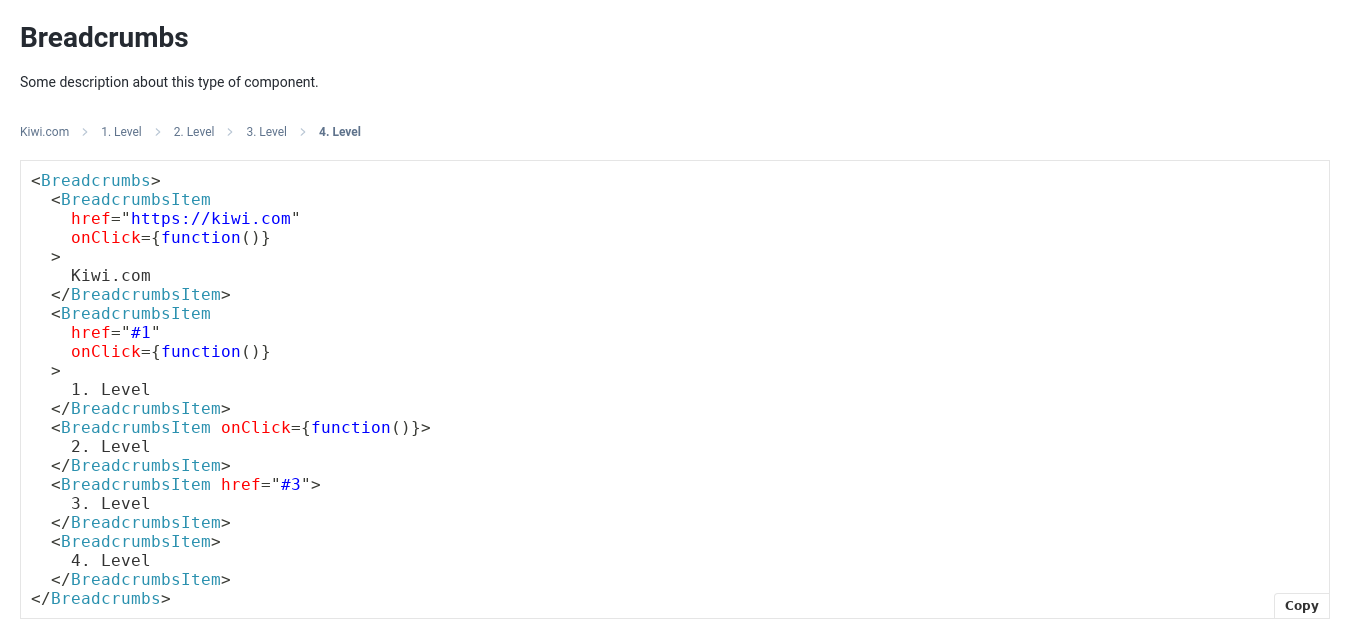 Breadcrumbs
Some description about this type of component.
Kiwi.com > 1. Level > 2. Level > 3. Level > 4. Level
<Breadcrumbs>
  <BreadcrumbsItem
    href="https://kiwi.com"
    onClick={function()}
  >
    Kiwi.com
  </BreadcrumbsItem>
  <BreadcrumbsItem
    href="#1"
    onClick={function()}
  >
    1. Level
  </BreadcrumbsItem>
  <BreadcrumbsItem onClick={function()}>
    2. Level
  </BreadcrumbsItem>
  <BreadcrumbsItem href="#3">
    3. Level
  </BreadcrumbsItem>
  <BreadcrumbsItem>
    4. Level
  </BreadcrumbsItem>
</Breadcrumbs>
Copy